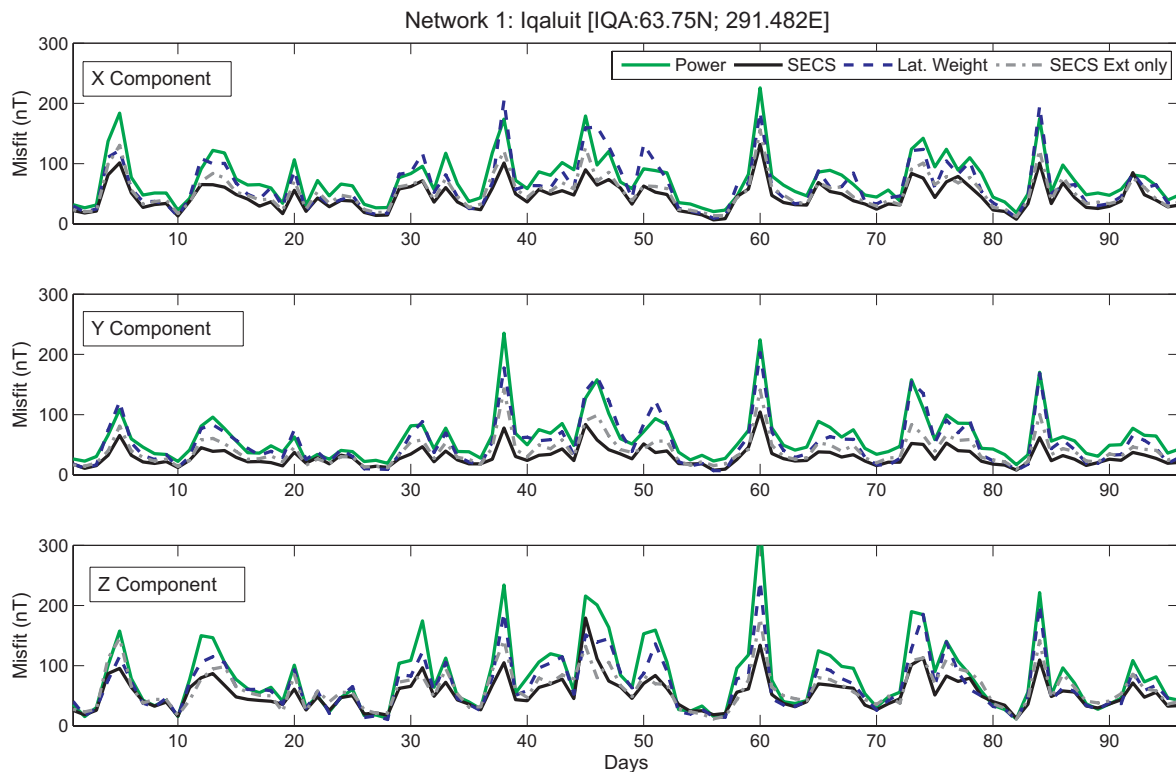 Network 1: Iqaluit [IQA:63.75N; 291.482E]
300
200
100
0
Misfit (nT)
X Component
Power
SECS
Lat. Weight
SECS Ext only
10 20 30 40 50 60 70 80 90
300
200
100
0
Misfit (nT)
Y Component
10 20 30 40 50 60 70 80 90
300
200
100
0
Misfit (nT)
Z Component
10 20 30 40 50 60 70 80 90
Days